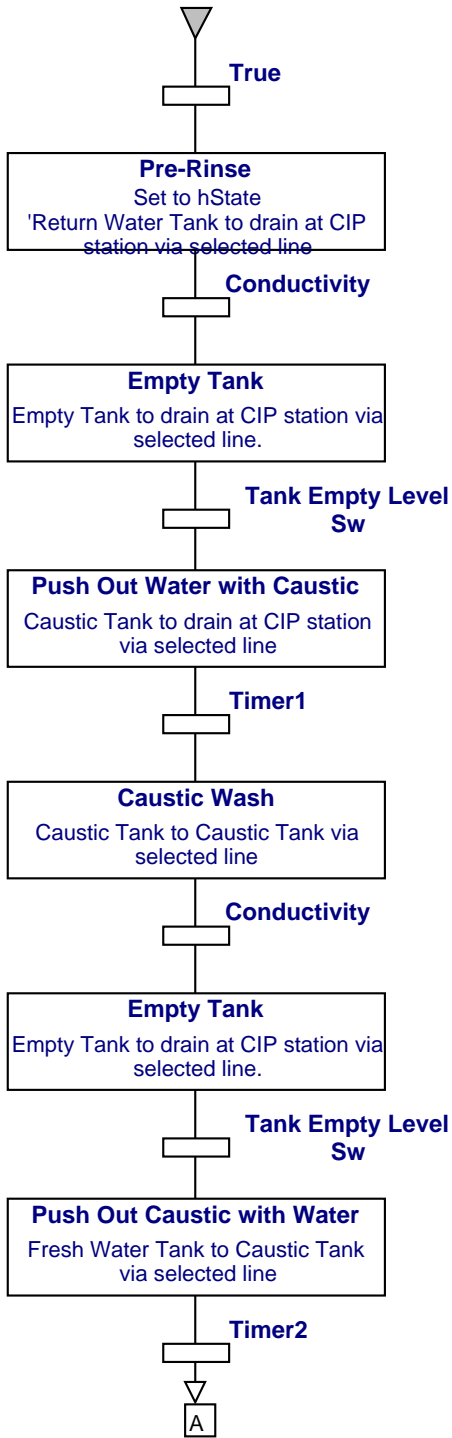 True
Pre-Rinse
Set to hState
'Return Water Tank to drain at CIP
station via selected line
Conductivity
Empty Tank
Empty Tank to drain at CIP station via
selected line.
Tank Empty Level
Sw
Push Out Water with Caustic
Caustic Tank to drain at CIP station
via selected line
Timer1
Caustic Wash
Caustic Tank to Caustic Tank via
selected line
Conductivity
Empty Tank
Empty Tank to drain at CIP station via
selected line.
Tank Empty Level
Sw
Push Out Caustic with Water
Fresh Water Tank to Caustic Tank
via selected line
Timer2
A